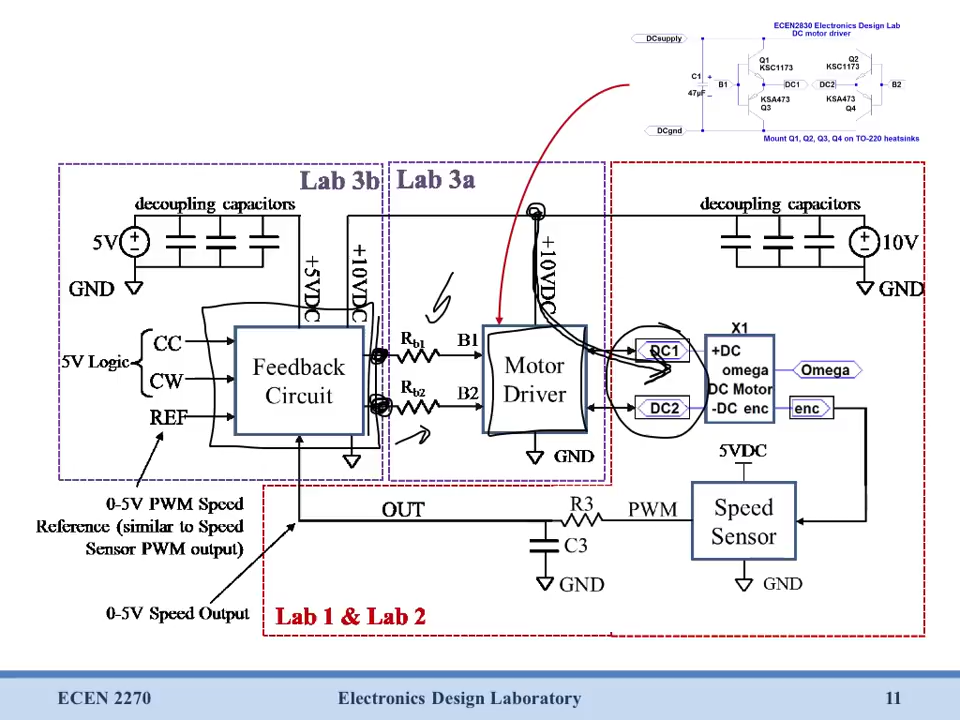 ECEN2830 Electronics Design Lab
DC motor driver
DCsupply
Q1
KSC1173
Q2
KSC1173
C1
+
47µF
B1
DC1
DC2
B2
KSA473
Q3
KSA473
Q4
DCgnd
Mount Q1, Q2, Q3, Q4 on TO-220 heatsinks
Lab 3b
Lab 3a
decoupling capacitors
decoupling capacitors
5V
10V
+5VDC
+10VDC
+10VDC
GND
GND
5V Logic
CC
CW
REF
Feedback
Circuit
Rb1
B1
Rb2
B2
Motor
Driver
GND
DC1
DC2
X1
+DC
omega
DC Motor
-DC enc
Omega
enc
5VDC
0-5V PWM Speed
Reference (similar to Speed
Sensor PWM output)
OUT
R3
PWM
Speed
Sensor
C3
GND
GND
0-5V Speed Output
Lab 1 & Lab 2
ECEN 2270
Electronics Design Laboratory
11